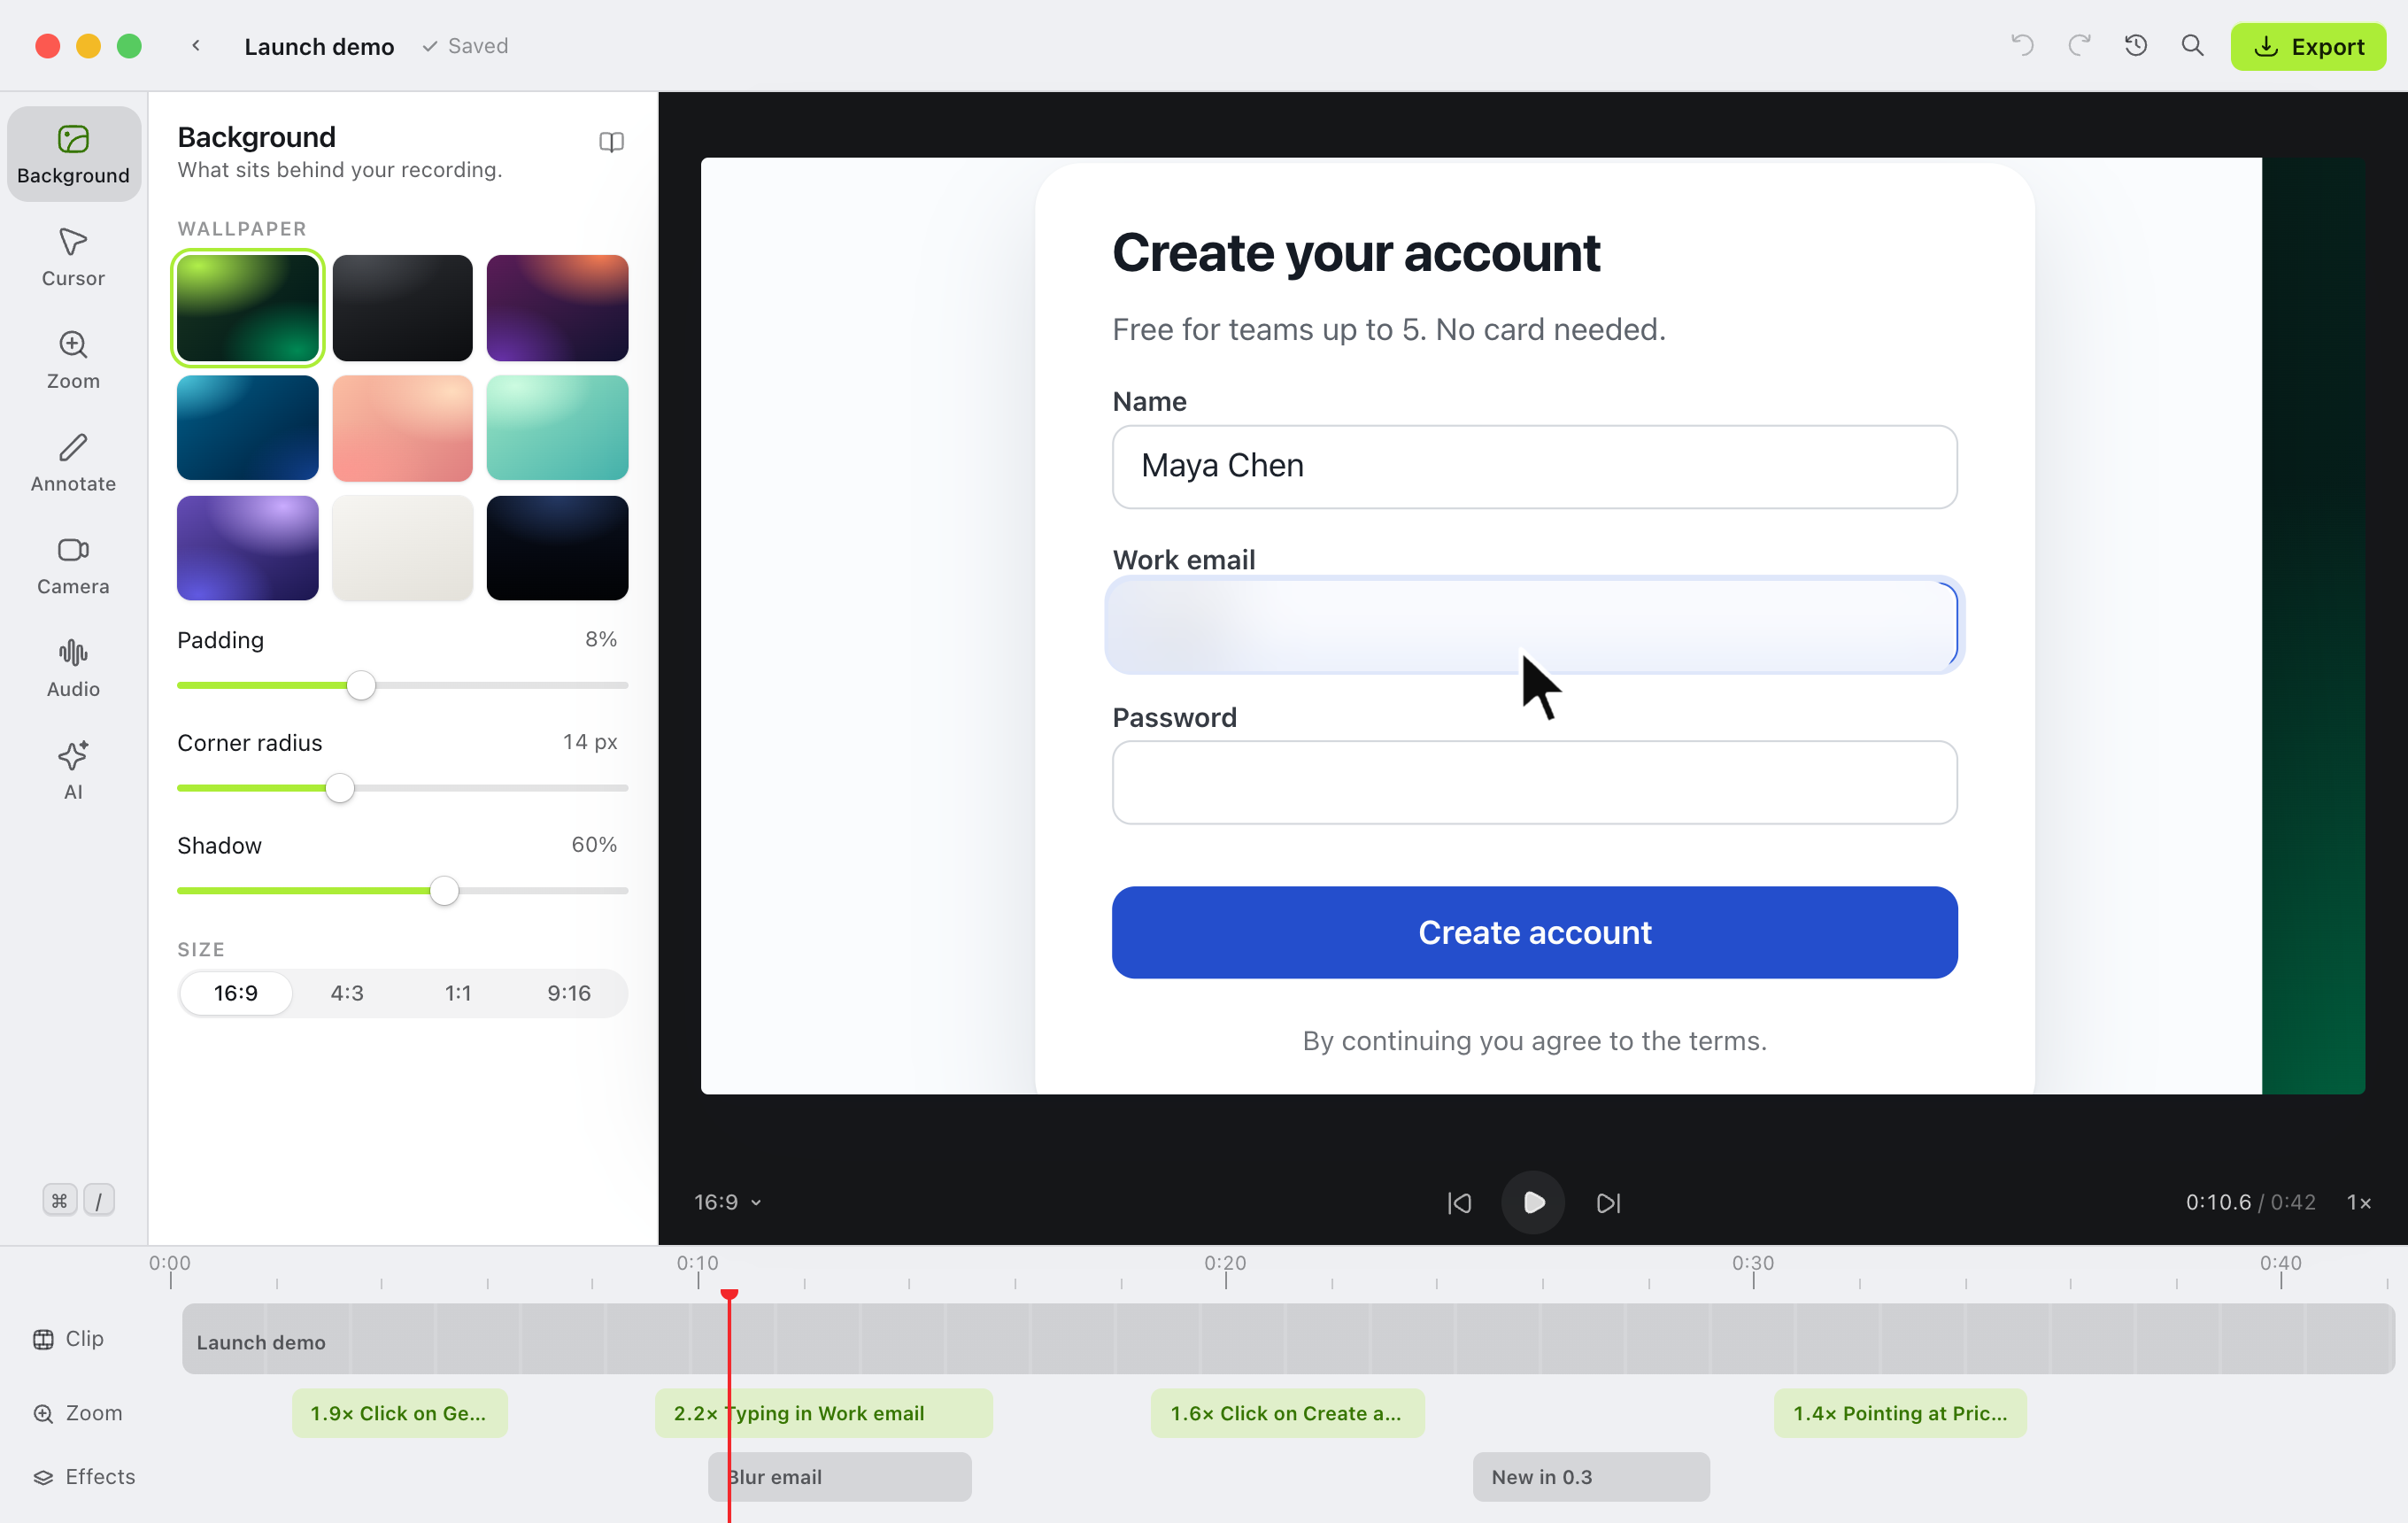 Launch demo
Saved
Export
Background
Cursor
Zoom
Annotate
Camera
Audio
AI
⌘ /
Background
What sits behind your recording.
WALLPAPER
Padding 8%
Corner radius 14 px
Shadow 60%
SIZE
16:9 4:3 1:1 9:16
Create your account
Free for teams up to 5. No card needed.
Name
Maya Chen
Work email
Password
Create account
By continuing you agree to the terms.
16:9
0:10.6 / 0:42 1×
0:00 0:10 0:20 0:30 0:40
Clip
Launch demo
Zoom
1.9× Click on Ge...
2.2× Typing in Work email
1.6× Click on Create a...
1.4× Pointing at Pric...
Effects
Blur email
New in 0.3